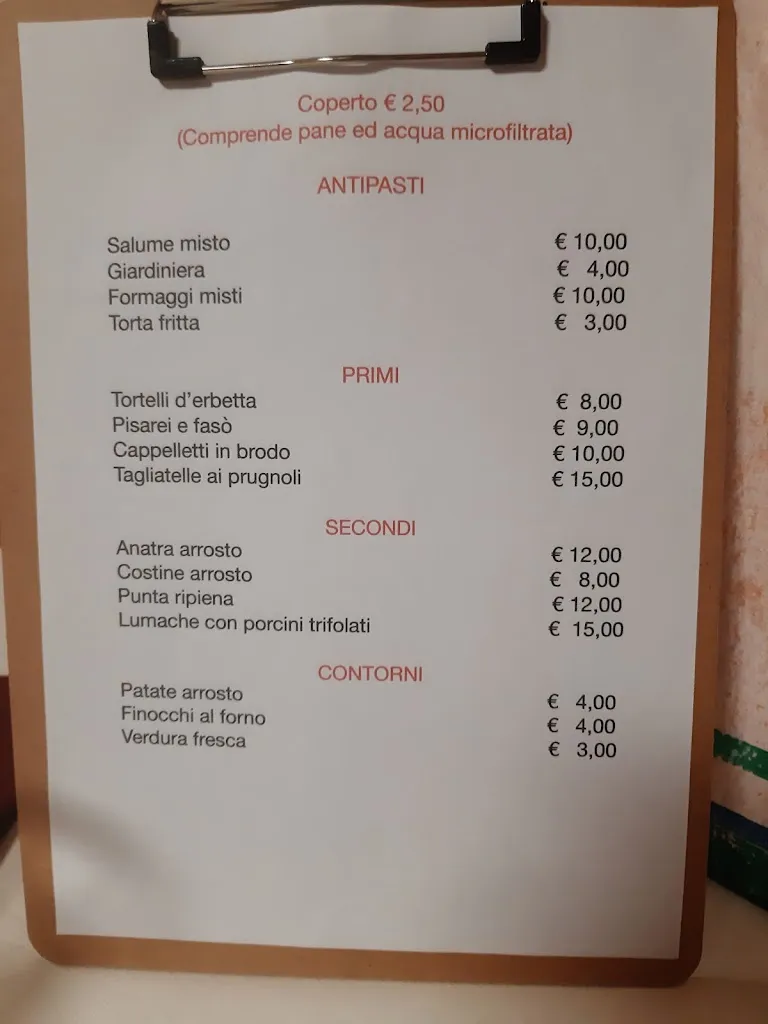 Coperto € 2,50
(Comprende pane ed acqua microfiltrata)
ANTIPASTI
Salume misto € 10,00
Giardiniera € 4,00
Formaggi misti € 10,00
Torta fritta € 3,00
PRIMI
Tortelli d'erbetta € 8,00
Pisarei e fasò € 9,00
Cappelletti in brodo € 10,00
Tagliatelle ai prugnoli € 15,00
SECONDI
Anatra arrosto € 12,00
Costine arrosto € 8,00
Punta ripiena € 12,00
Lumache con porcini trifolati € 15,00
CONTORNI
Patate arrosto € 4,00
Finocchi al forno € 4,00
Verdura fresca € 3,00